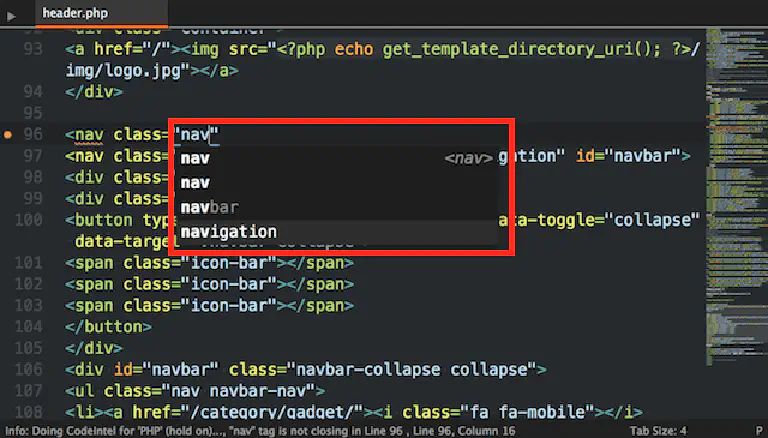 header.php
93 <a href="/"><img src="<?php echo get_template_directory_uri(); ?>/
img/logo.jpg"></a>
94 </div>
95
96 <nav class="nav"
nav <nav>
nav
navbar
navigation
97 <nav class= gation" id="navbar">
98 <div class=
99 <div class=
100 <button typ ata-toggle="collapse"
data-target=
101 <span class="icon-bar"></span>
102 <span class="icon-bar"></span>
103 <span class="icon-bar"></span>
104 </button>
105 </div>
106 <div id="navbar" class="navbar-collapse collapse">
107 <ul class="nav navbar-nav">
108 <li><a href="/category/gadget/"><i class="fa fa-mobile"></i>
Info: Doing CodeIntel for 'PHP' (hold on)..., "nav" tag is not closing in Line 96 , Line 96, Column 16 Tab Size: 4 P